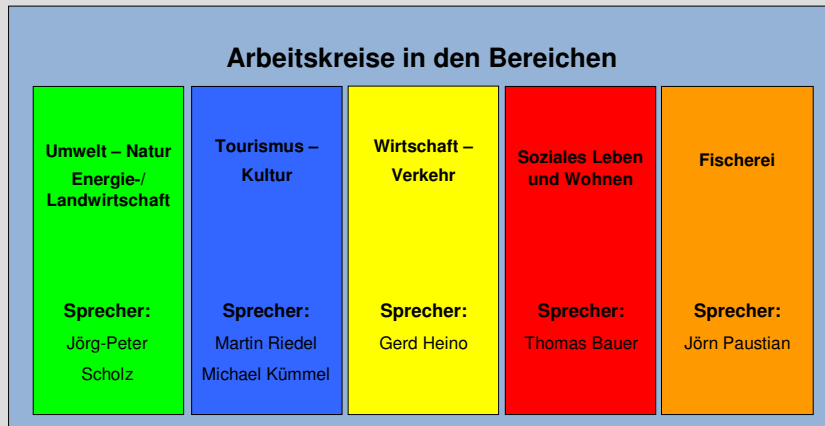 Arbeitskreise in den Bereichen
Umwelt – Natur
Energie-/
Landwirtschaft
Sprecher:
Jörg-Peter
Scholz
Tourismus –
Kultur
Sprecher:
Martin Riedel
Michael Kümmel
Wirtschaft –
Verkehr
Sprecher:
Gerd Heino
Soziales Leben
und Wohnen
Sprecher:
Thomas Bauer
Fischerei
Sprecher:
Jörn Paustian